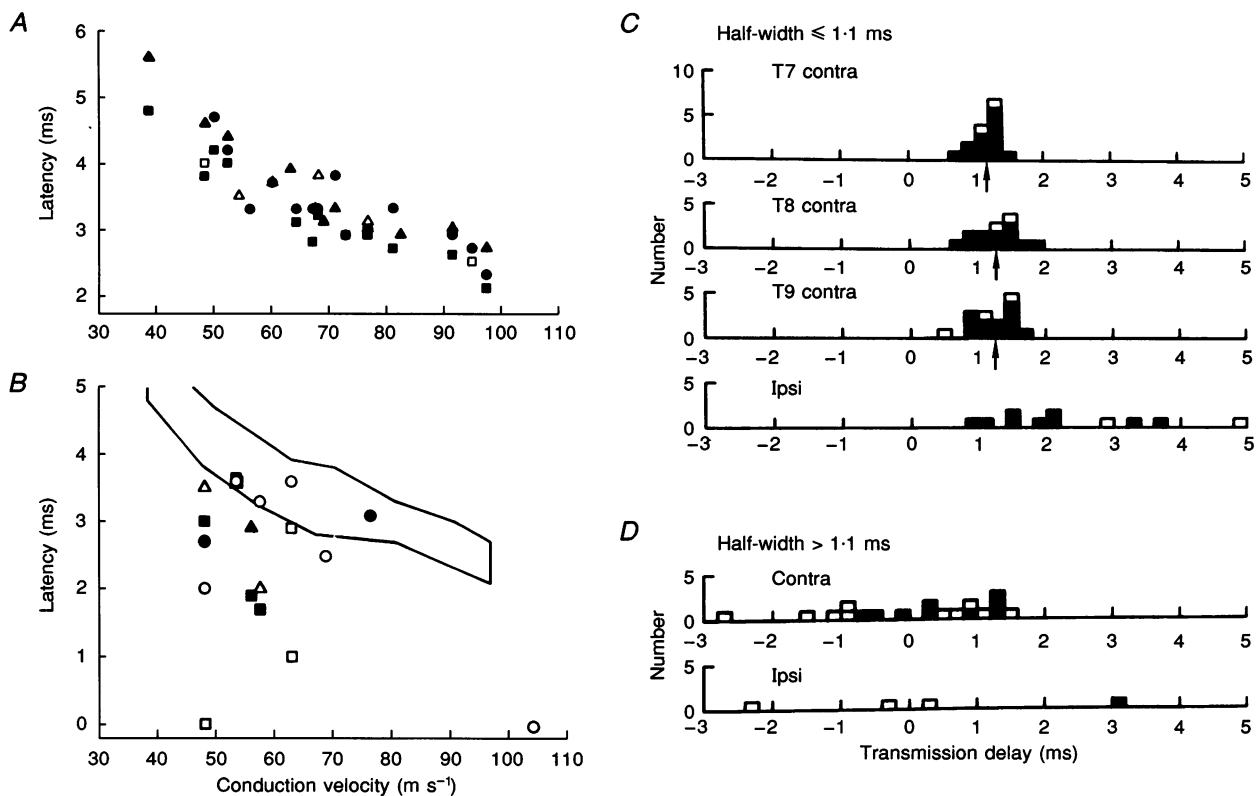 A
6
5
4
3
2
Latency (ms)
30 40 50 60 70 80 90 100 110
B
5
4
3
2
1
0
Latency (ms)
30 40 50 60 70 80 90 100 110
Conduction velocity (m s⁻¹)
C
Half-width ⩽ 1·1 ms
T7 contra
10
5
0
−3 −2 −1 0 1 2 3 4 5
T8 contra
5
0
−3 −2 −1 0 1 2 3 4 5
Number
T9 contra
5
0
−3 −2 −1 0 1 2 3 4 5
Ipsi
5
0
−3 −2 −1 0 1 2 3 4 5
D
Half-width > 1·1 ms
Contra
5
0
−3 −2 −1 0 1 2 3 4 5
Number
Ipsi
5
0
−3 −2 −1 0 1 2 3 4 5
Transmission delay (ms)